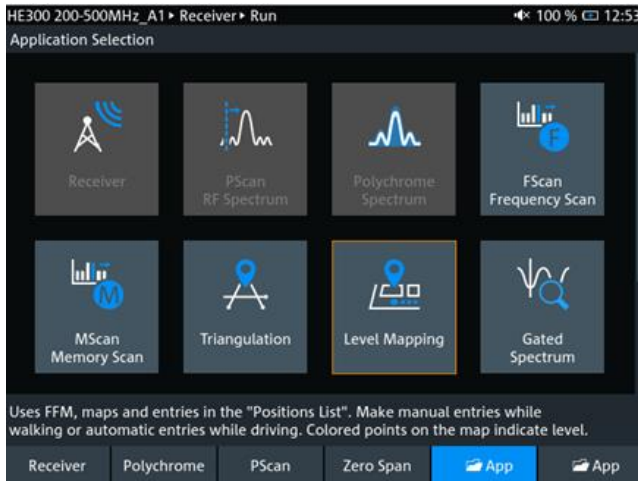 HE300 200-500MHz_A1 ▸ Receiver ▸ Run 100 % 12:53
Application Selection
Receiver
PScan
RF Spectrum
Polychrome
Spectrum
F
FScan
Frequency Scan
M
MScan
Memory Scan
Triangulation
Level Mapping
Gated
Spectrum
Uses FFM, maps and entries in the "Positions List". Make manual entries while
walking or automatic entries while driving. Colored points on the map indicate level.
Receiver Polychrome PScan Zero Span App App